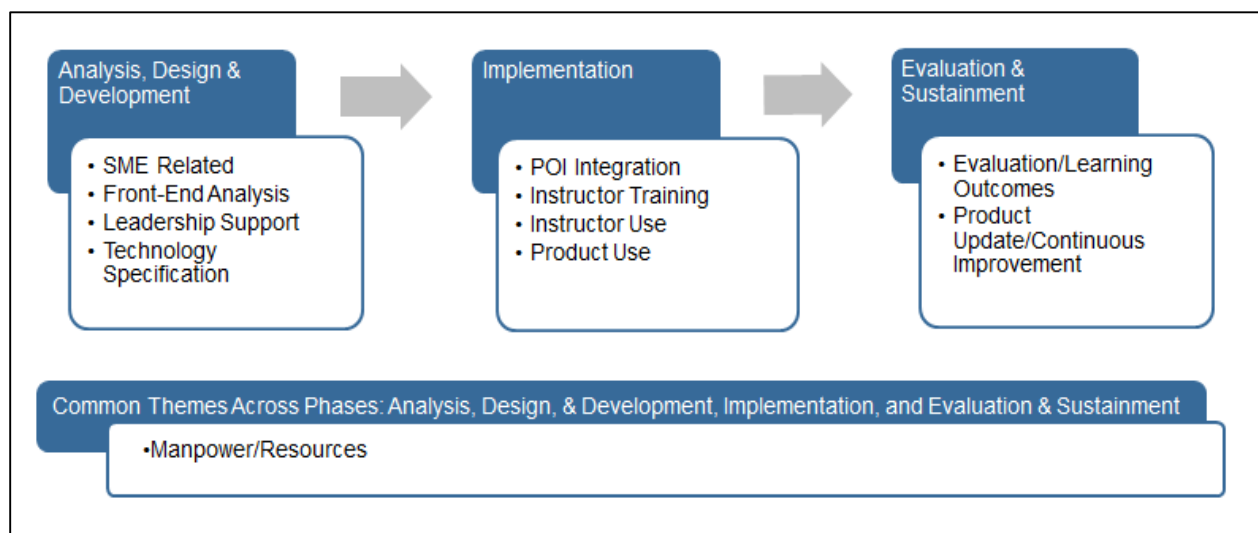 Analysis, Design &
Development
• SME Related
• Front-End Analysis
• Leadership Support
• Technology
Specification
Implementation
• POI Integration
• Instructor Training
• Instructor Use
• Product Use
Evaluation &
Sustainment
• Evaluation/Learning
Outcomes
• Product
Update/Continuous
Improvement
Common Themes Across Phases: Analysis, Design, & Development, Implementation, and Evaluation & Sustainment
•Manpower/Resources